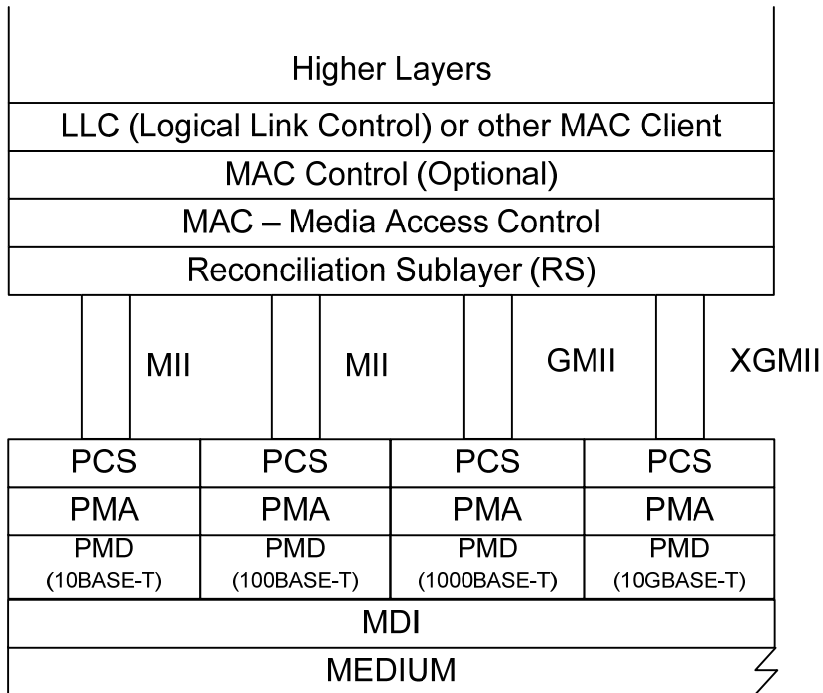 Higher Layers
LLC (Logical Link Control) or other MAC Client
MAC Control (Optional)
MAC – Media Access Control
Reconciliation Sublayer (RS)
MII MII GMII XGMII
PCS PCS PCS PCS
PMA PMA PMA PMA
PMD PMD PMD PMD
(10BASE-T) (100BASE-T) (1000BASE-T) (10GBASE-T)
MDI
MEDIUM